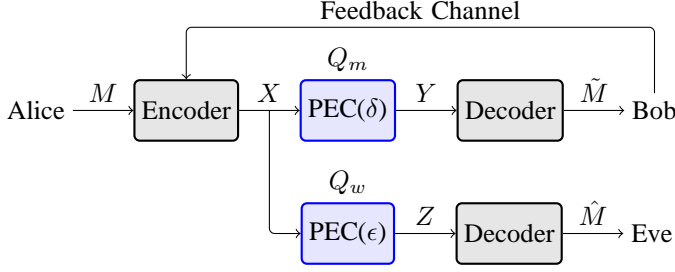 Feedback Channel
Q_m
Alice M Encoder X PEC(δ) Y Decoder M̃ Bob
Q_w
PEC(ϵ) Z Decoder M̂ Eve